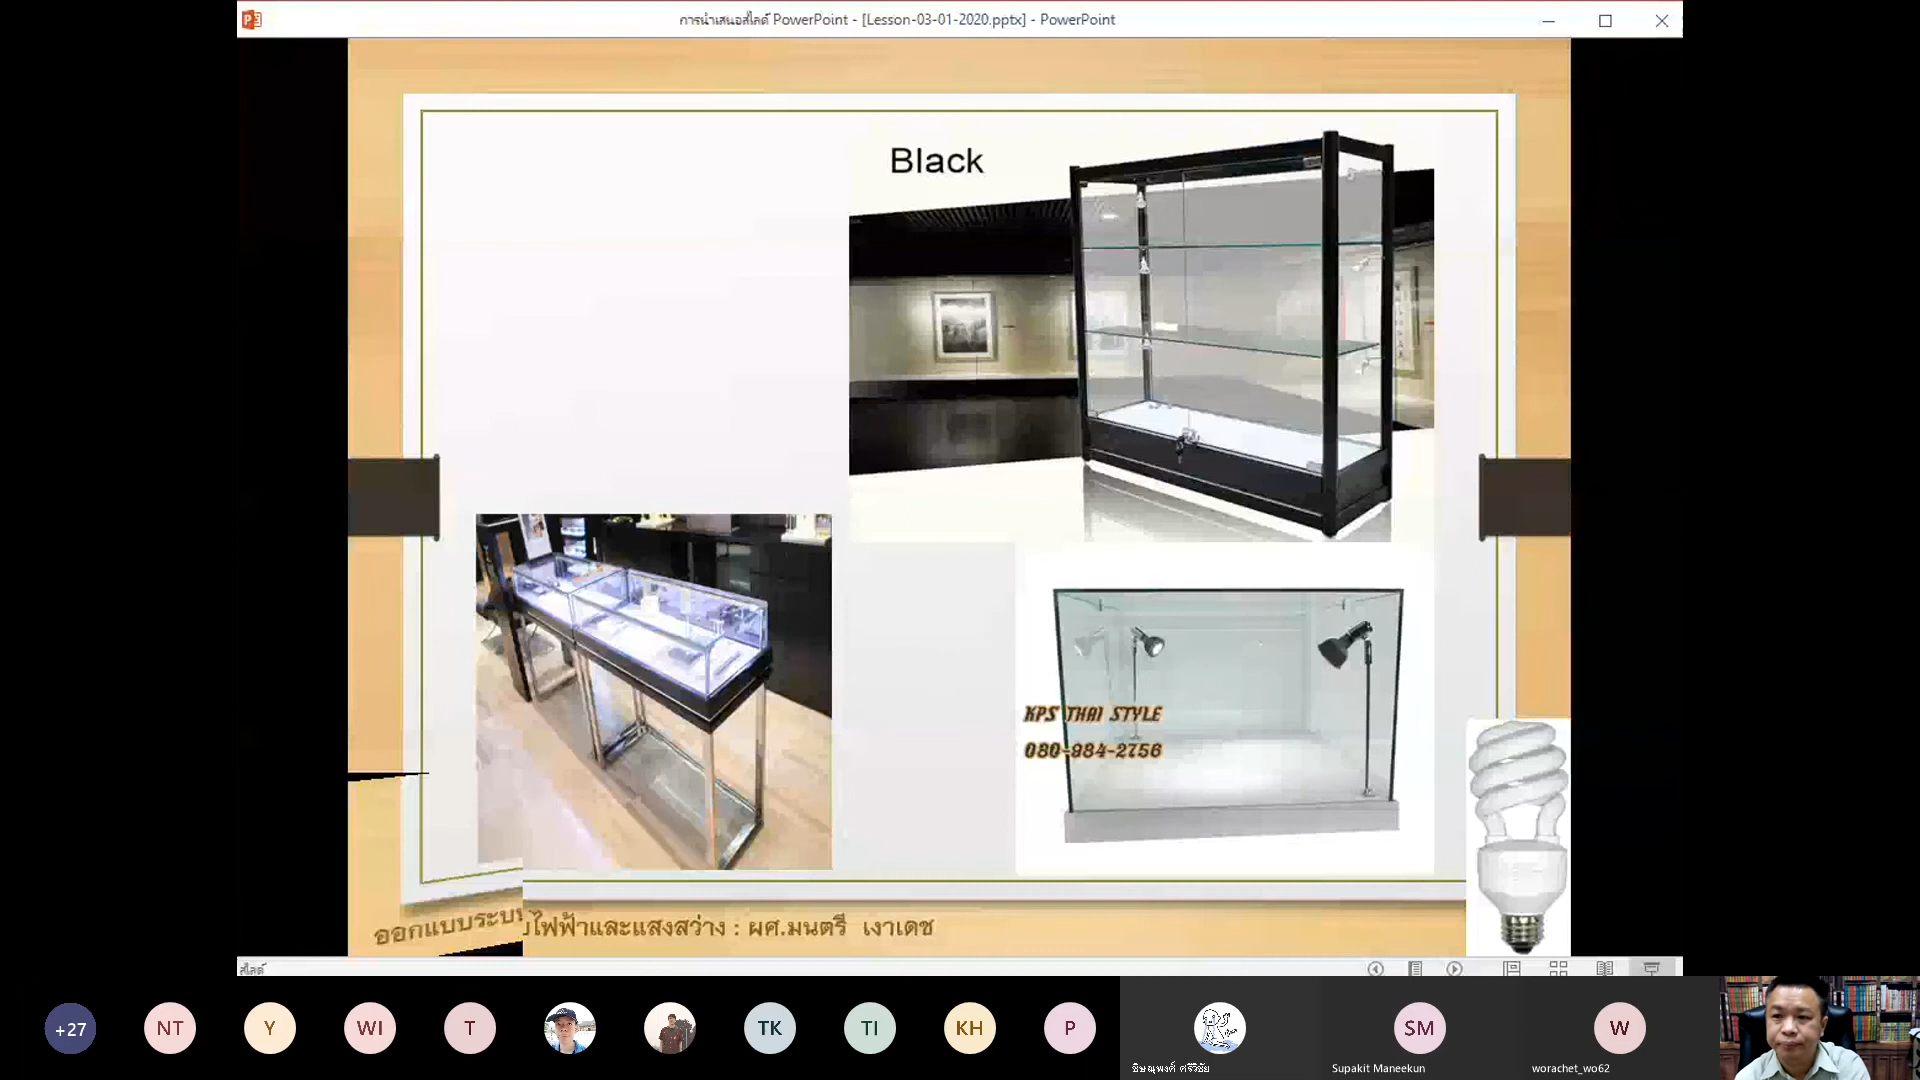 การนำเสนอสไลด์ PowerPoint - [Lesson-03-01-2020.pptx] - PowerPoint
Black
KPS THAI STYLE
080-984-2756
ออกแบบระบบไฟฟ้าและแสงสว่าง : ผศ.มนตรี เงาเดช
สไลด์
+27
NT
Y
WI
T
TK
TI
KH
P
SM
W
Supakit Maneekun
worachet_wo62